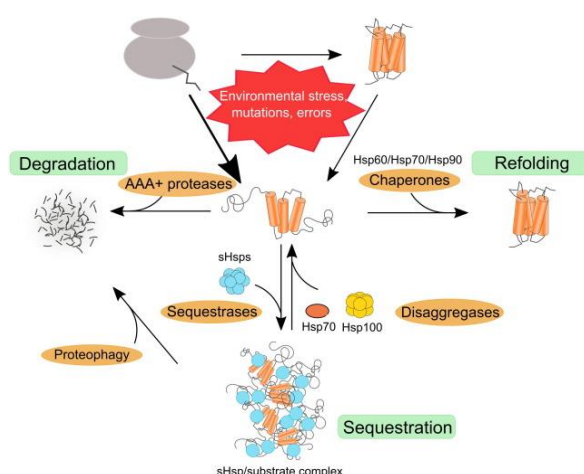 Environmental stress,
mutations, errors
Degradation
AAA+ proteases
Hsp60/Hsp70/Hsp90
Chaperones
Refolding
sHsps
Sequestrases
Hsp70
Hsp100
Disaggregases
Proteophagy
Sequestration
sHsp/substrate complex